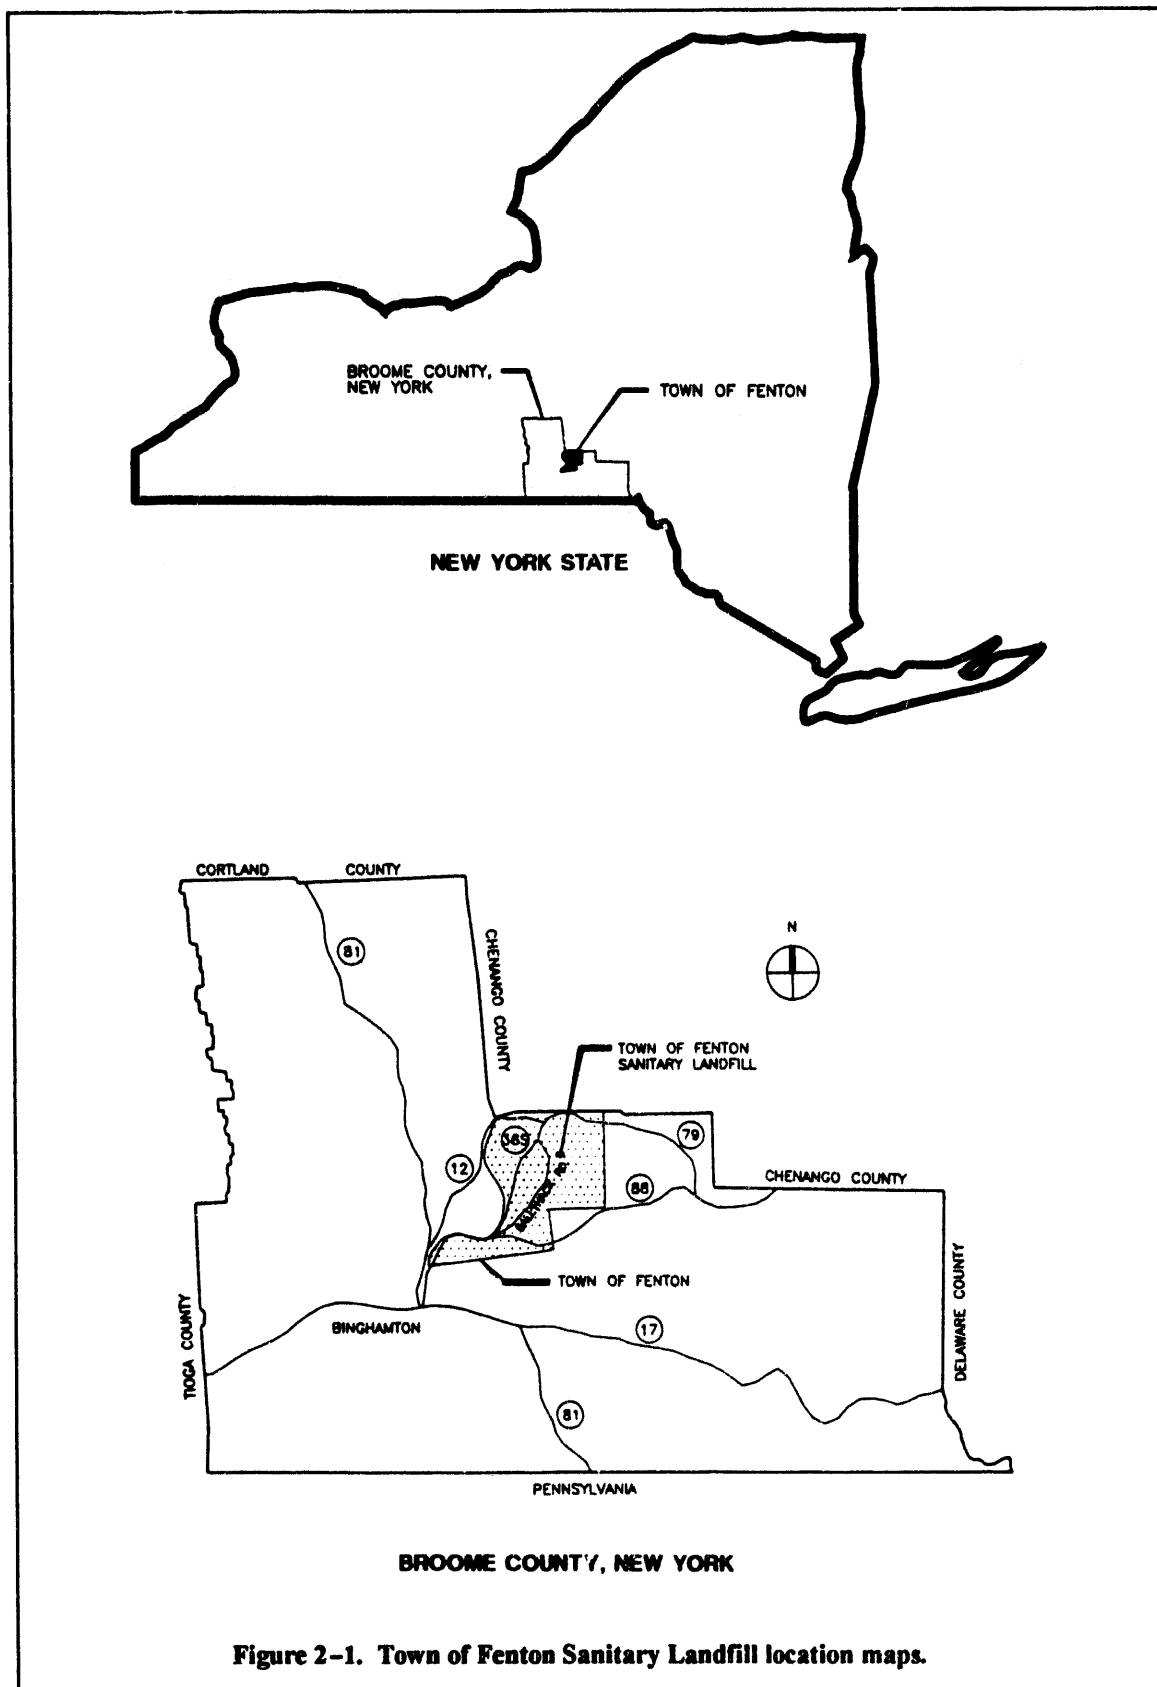 BROOME COUNTY,
NEW YORK
TOWN OF FENTON
NEW YORK STATE
CORTLAND COUNTY
N
81
CHENANGO COUNTY
TOWN OF FENTON
SANITARY LANDFILL
79
12
88
CHENANGO COUNTY
TOWN OF FENTON
TIOGA COUNTY
DELAWARE COUNTY
BINGHAMTON
17
81
PENNSYLVANIA
BROOME COUNTY, NEW YORK
Figure 2-1. Town of Fenton Sanitary Landfill location maps.